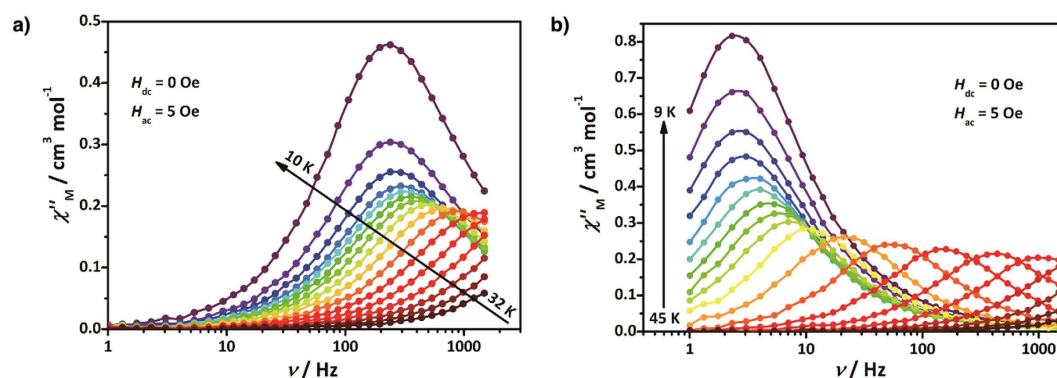 a)
0.5
0.4
0.3
0.2
0.1
0.0
χ''M / cm³ mol⁻¹
Hdc = 0 Oe
Hac = 5 Oe
10 K
32 K
1 10 100 1000
ν / Hz
b)
0.8
0.7
0.6
0.5
0.4
0.3
0.2
0.1
0.0
χ''M / cm³ mol⁻¹
9 K
45 K
Hdc = 0 Oe
Hac = 5 Oe
1 10 100 1000
ν / Hz